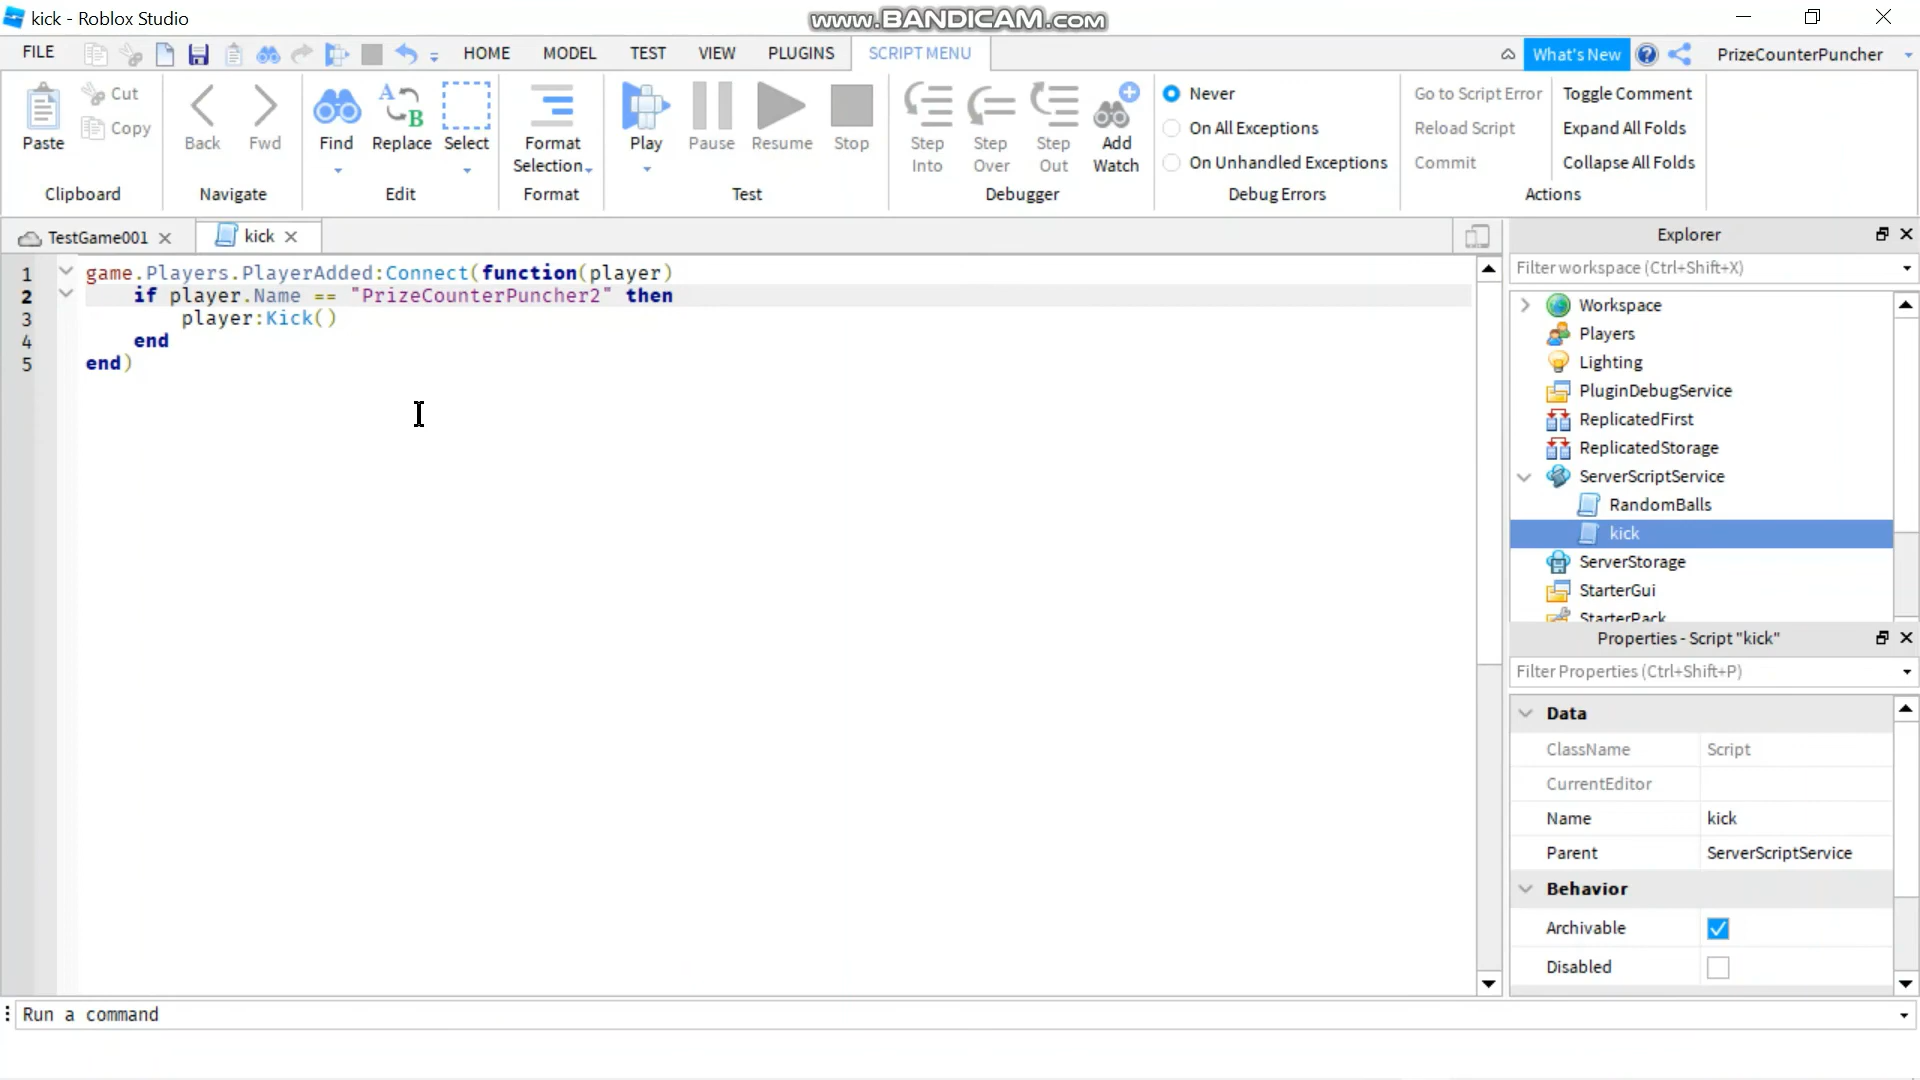 kick - Roblox Studio
www.BANDICAM.com
FILE
HOME
MODEL
TEST
VIEW
PLUGINS
SCRIPT MENU
What's New
PrizeCounterPuncher
Paste
Cut
Copy
Clipboard
Back
Fwd
Navigate
Find
Replace
Select
Edit
Format
Selection
Format
Play
Pause
Resume
Stop
Test
Step
Into
Step
Over
Step
Out
Add
Watch
Debugger
Never
On All Exceptions
On Unhandled Exceptions
Debug Errors
Go to Script Error
Reload Script
Commit
Toggle Comment
Expand All Folds
Collapse All Folds
Actions
TestGame001
kick
1 game.Players.PlayerAdded:Connect(function(player)
2 if player.Name == "PrizeCounterPuncher2" then
3 player:Kick()
4 end
5 end)
Explorer
Filter workspace (Ctrl+Shift+X)
Workspace
Players
Lighting
PluginDebugService
ReplicatedFirst
ReplicatedStorage
ServerScriptService
RandomBalls
kick
ServerStorage
StarterGui
StarterPack
Properties - Script "kick"
Filter Properties (Ctrl+Shift+P)
Data
ClassName Script
CurrentEditor
Name kick
Parent ServerScriptService
Behavior
Archivable
Disabled
Run a command